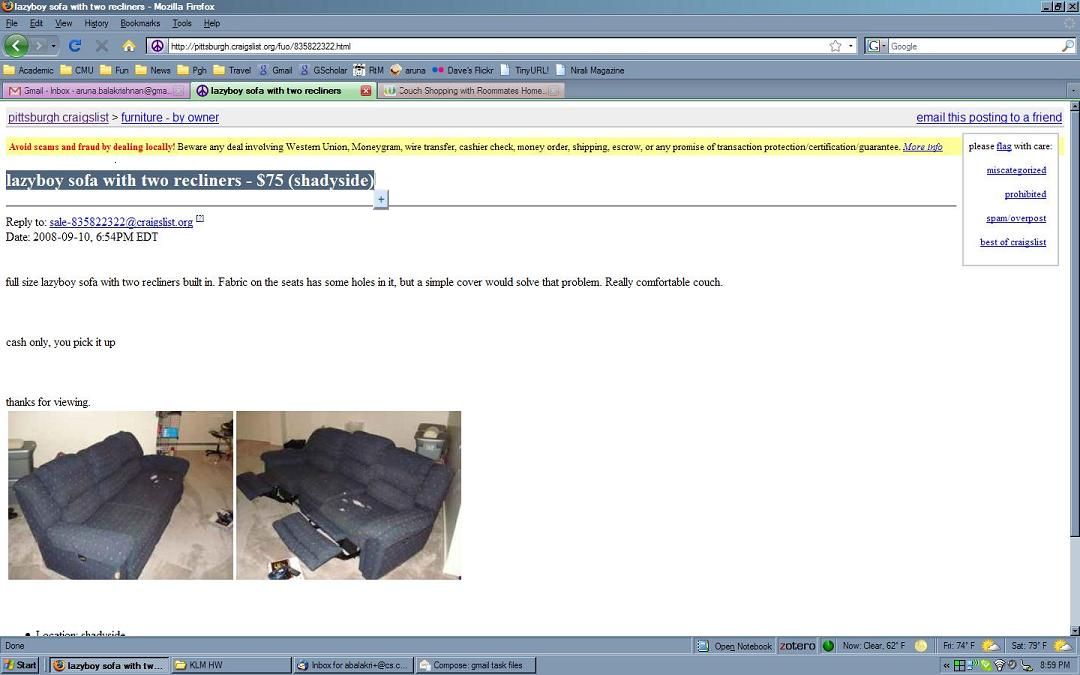 lazyboy sofa with two recliners - Mozilla Firefox
File Edit View History Bookmarks Tools Help
http://pittsburgh.craigslist.org/fuo/835822322.html
G Google
Academic CMU Fun News Pgh Travel Gmail GScholar RtM aruna Dave's Flickr TinyURL! Nirali Magazine
Gmail - Inbox - aruna.balakrishnan@gma... lazyboy sofa with two recliners Couch Shopping with Roommates Home...
pittsburgh craigslist > furniture - by owner email this posting to a friend
Avoid scams and fraud by dealing locally! Beware any deal involving Western Union, Moneygram, wire transfer, cashier check, money order, shipping, escrow, or any promise of transaction protection/certification/guarantee. More info
please flag with care:
miscategorized
prohibited
spam/overpost
best of craigslist
lazyboy sofa with two recliners - $75 (shadyside)
+
Reply to: sale-835822322@craigslist.org [?]
Date: 2008-09-10, 6:54PM EDT
full size lazyboy sofa with two recliners built in. Fabric on the seats has some holes in it, but a simple cover would solve that problem. Really comfortable couch.
cash only, you pick it up
thanks for viewing.
Location: shadyside
Done Open Notebook zotero Now: Clear, 62° F Fri: 74° F Sat: 79° F
Start lazyboy sofa with tw... KLM HW Inbox for abalakri+@cs.c... Compose: gmail task files « 8:59 PM